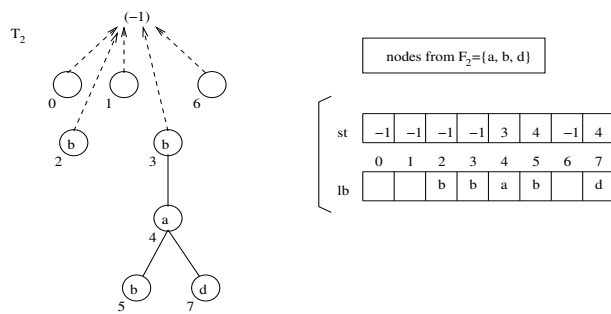 (−1)
T2
nodes from F2={a, b, d}
0 1 6
b b
2 3
st −1 −1 −1 −1 3 4 −1 4
0 1 2 3 4 5 6 7
lb b b a b d
a
4
b d
5 7